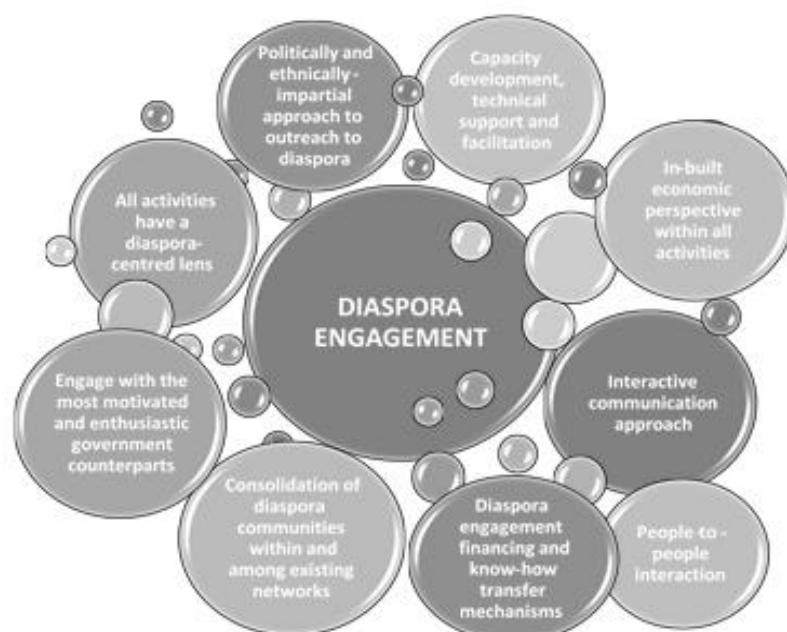 Politically and
ethnically-
impartial
approach to
outreach to
diaspora
Capacity
development,
technical
support and
facilitation
In-built
economic
perspective
within all
activities
All activities
have a
diaspora-
centred lens
DIASPORA
ENGAGEMENT
Interactive
communication
approach
Engage with the
most motivated
and enthusiastic
government
counterparts
Consolidation of
diaspora
communities
within and
among existing
networks
Diaspora
engagement
financing and
know-how
transfer
mechanisms
People-to -
people
interaction